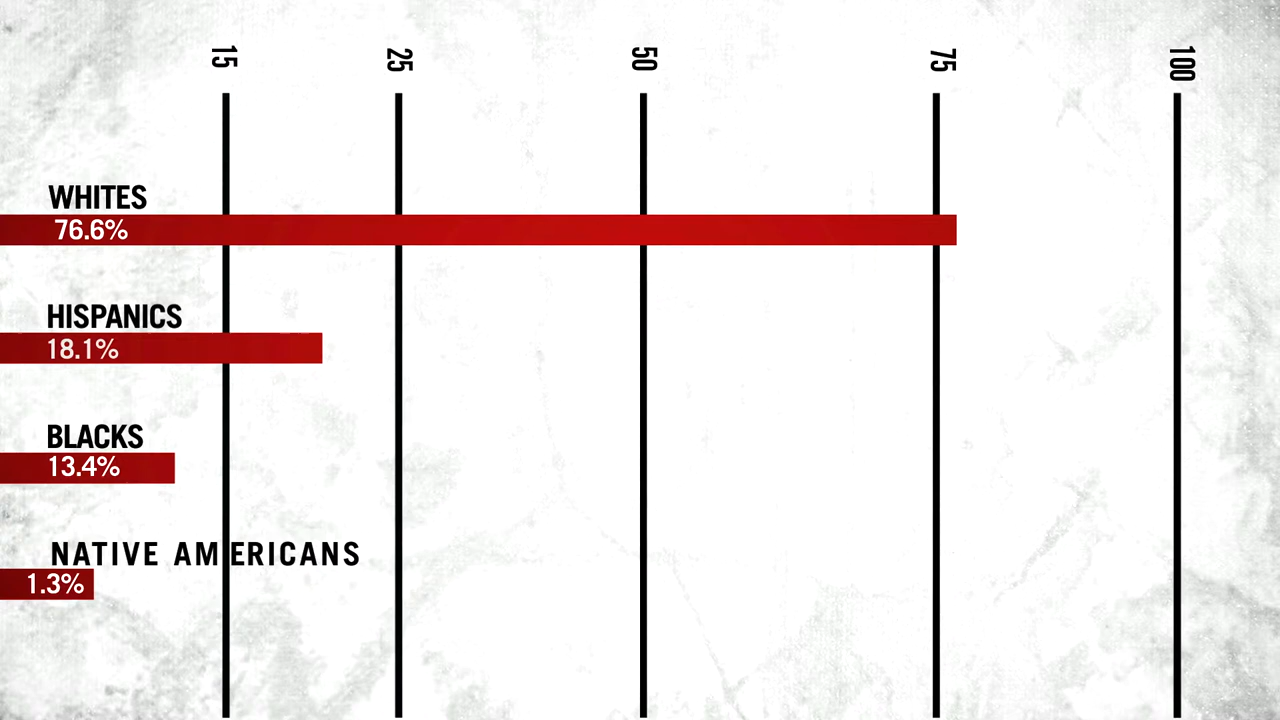 15
25
50
75
100
WHITES
76.6%
HISPANICS
18.1%
BLACKS
13.4%
NATIVE AMERICANS
1.3%